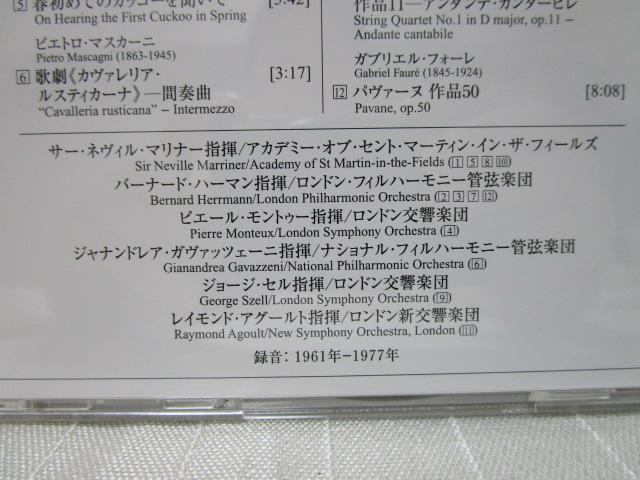 5 春初めてのカッコーを聞いて [5:42]
On Hearing the First Cuckoo in Spring
ピエトロ・マスカーニ
Pietro Mascagni (1863-1945)
6 歌劇《カヴァレリア・ [3:17]
ルスティカーナ》―間奏曲
“Cavalleria rusticana” – Intermezzo
作品11―アンダンテ・カンタービレ
String Quartet No.1 in D major, op.11 –
Andante cantabile
ガブリエル・フォーレ
Gabriel Fauré (1845-1924)
12 パヴァーヌ 作品50 [8:08]
Pavane, op.50
サー・ネヴィル・マリナー指揮/アカデミー・オブ・セント・マーティン・イン・ザ・フィールズ
Sir Neville Marriner/Academy of St Martin-in-the-Fields (1 5 8 10)
バーナード・ハーマン指揮/ロンドン・フィルハーモニー管弦楽団
Bernard Herrmann/London Philharmonic Orchestra (2 3 7 12)
ピエール・モントゥー指揮/ロンドン交響楽団
Pierre Monteux/London Symphony Orchestra (4)
ジャナンドレア・ガヴァッツェーニ指揮/ナショナル・フィルハーモニー管弦楽団
Gianandrea Gavazzeni/National Philharmonic Orchestra (6)
ジョージ・セル指揮/ロンドン交響楽団
George Szell/London Symphony Orchestra (9)
レイモンド・アグールト指揮/ロンドン新交響楽団
Raymond Agoult/New Symphony Orchestra, London (11)
録音：1961年−1977年